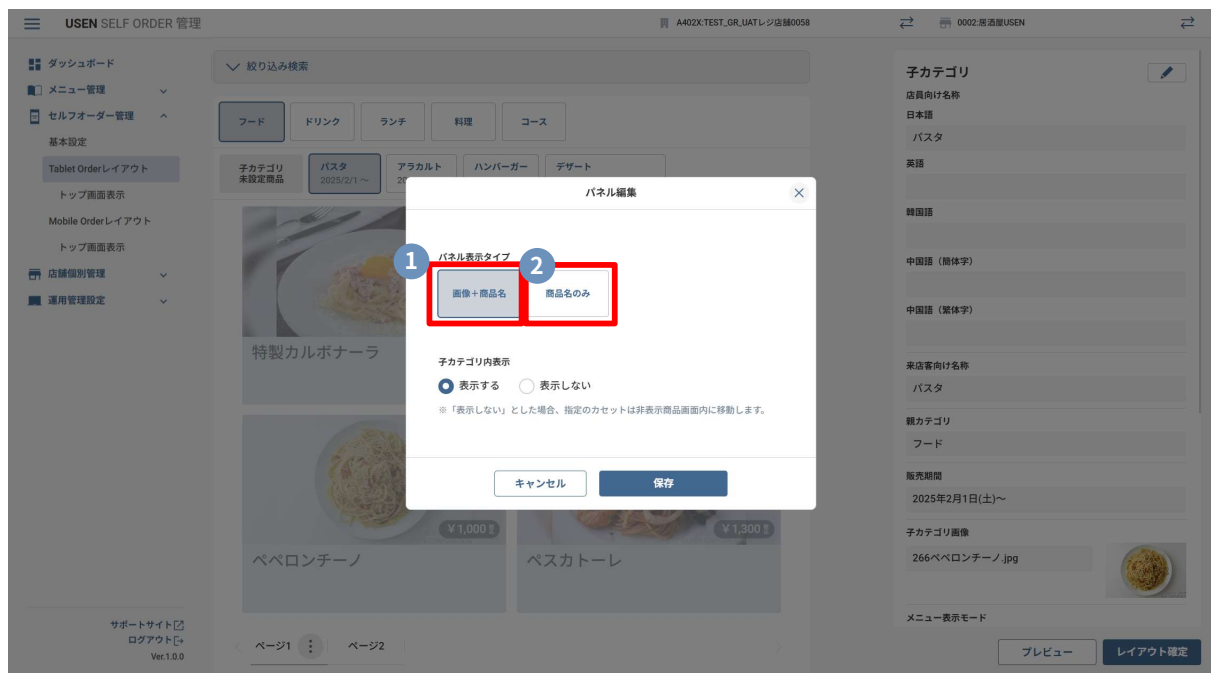 USEN SELF ORDER 管理
A402X:TEST_GR_UATレジ店舗0058
0002:居酒屋USEN
ダッシュボード
メニュー管理
セルフオーダー管理
基本設定
Tablet Orderレイアウト
トップ画面表示
Mobile Orderレイアウト
トップ画面表示
店舗個別管理
運用管理設定
サポートサイト
ログアウト
Ver.1.0.0
絞り込み検索
フード
ドリンク
ランチ
料理
コース
子カテゴリ
未設定商品
パスタ
2025/2/1～
アラカルト
20
ハンバーガー
デザート
特製カルボナーラ
¥1,000
ペペロンチーノ
¥1,300
ペスカトーレ
ページ1
ページ2
パネル編集
パネル表示タイプ
1
画像＋商品名
2
商品名のみ
子カテゴリ内表示
表示する
表示しない
※「表示しない」とした場合、指定のカセットは非表示商品画面内に移動します。
キャンセル
保存
子カテゴリ
店員向け名称
日本語
パスタ
英語
韓国語
中国語（簡体字）
中国語（繁体字）
来店客向け名称
パスタ
親カテゴリ
フード
販売期間
2025年2月1日(土)～
子カテゴリ画像
266ペペロンチーノ.jpg
メニュー表示モード
プレビュー
レイアウト確定